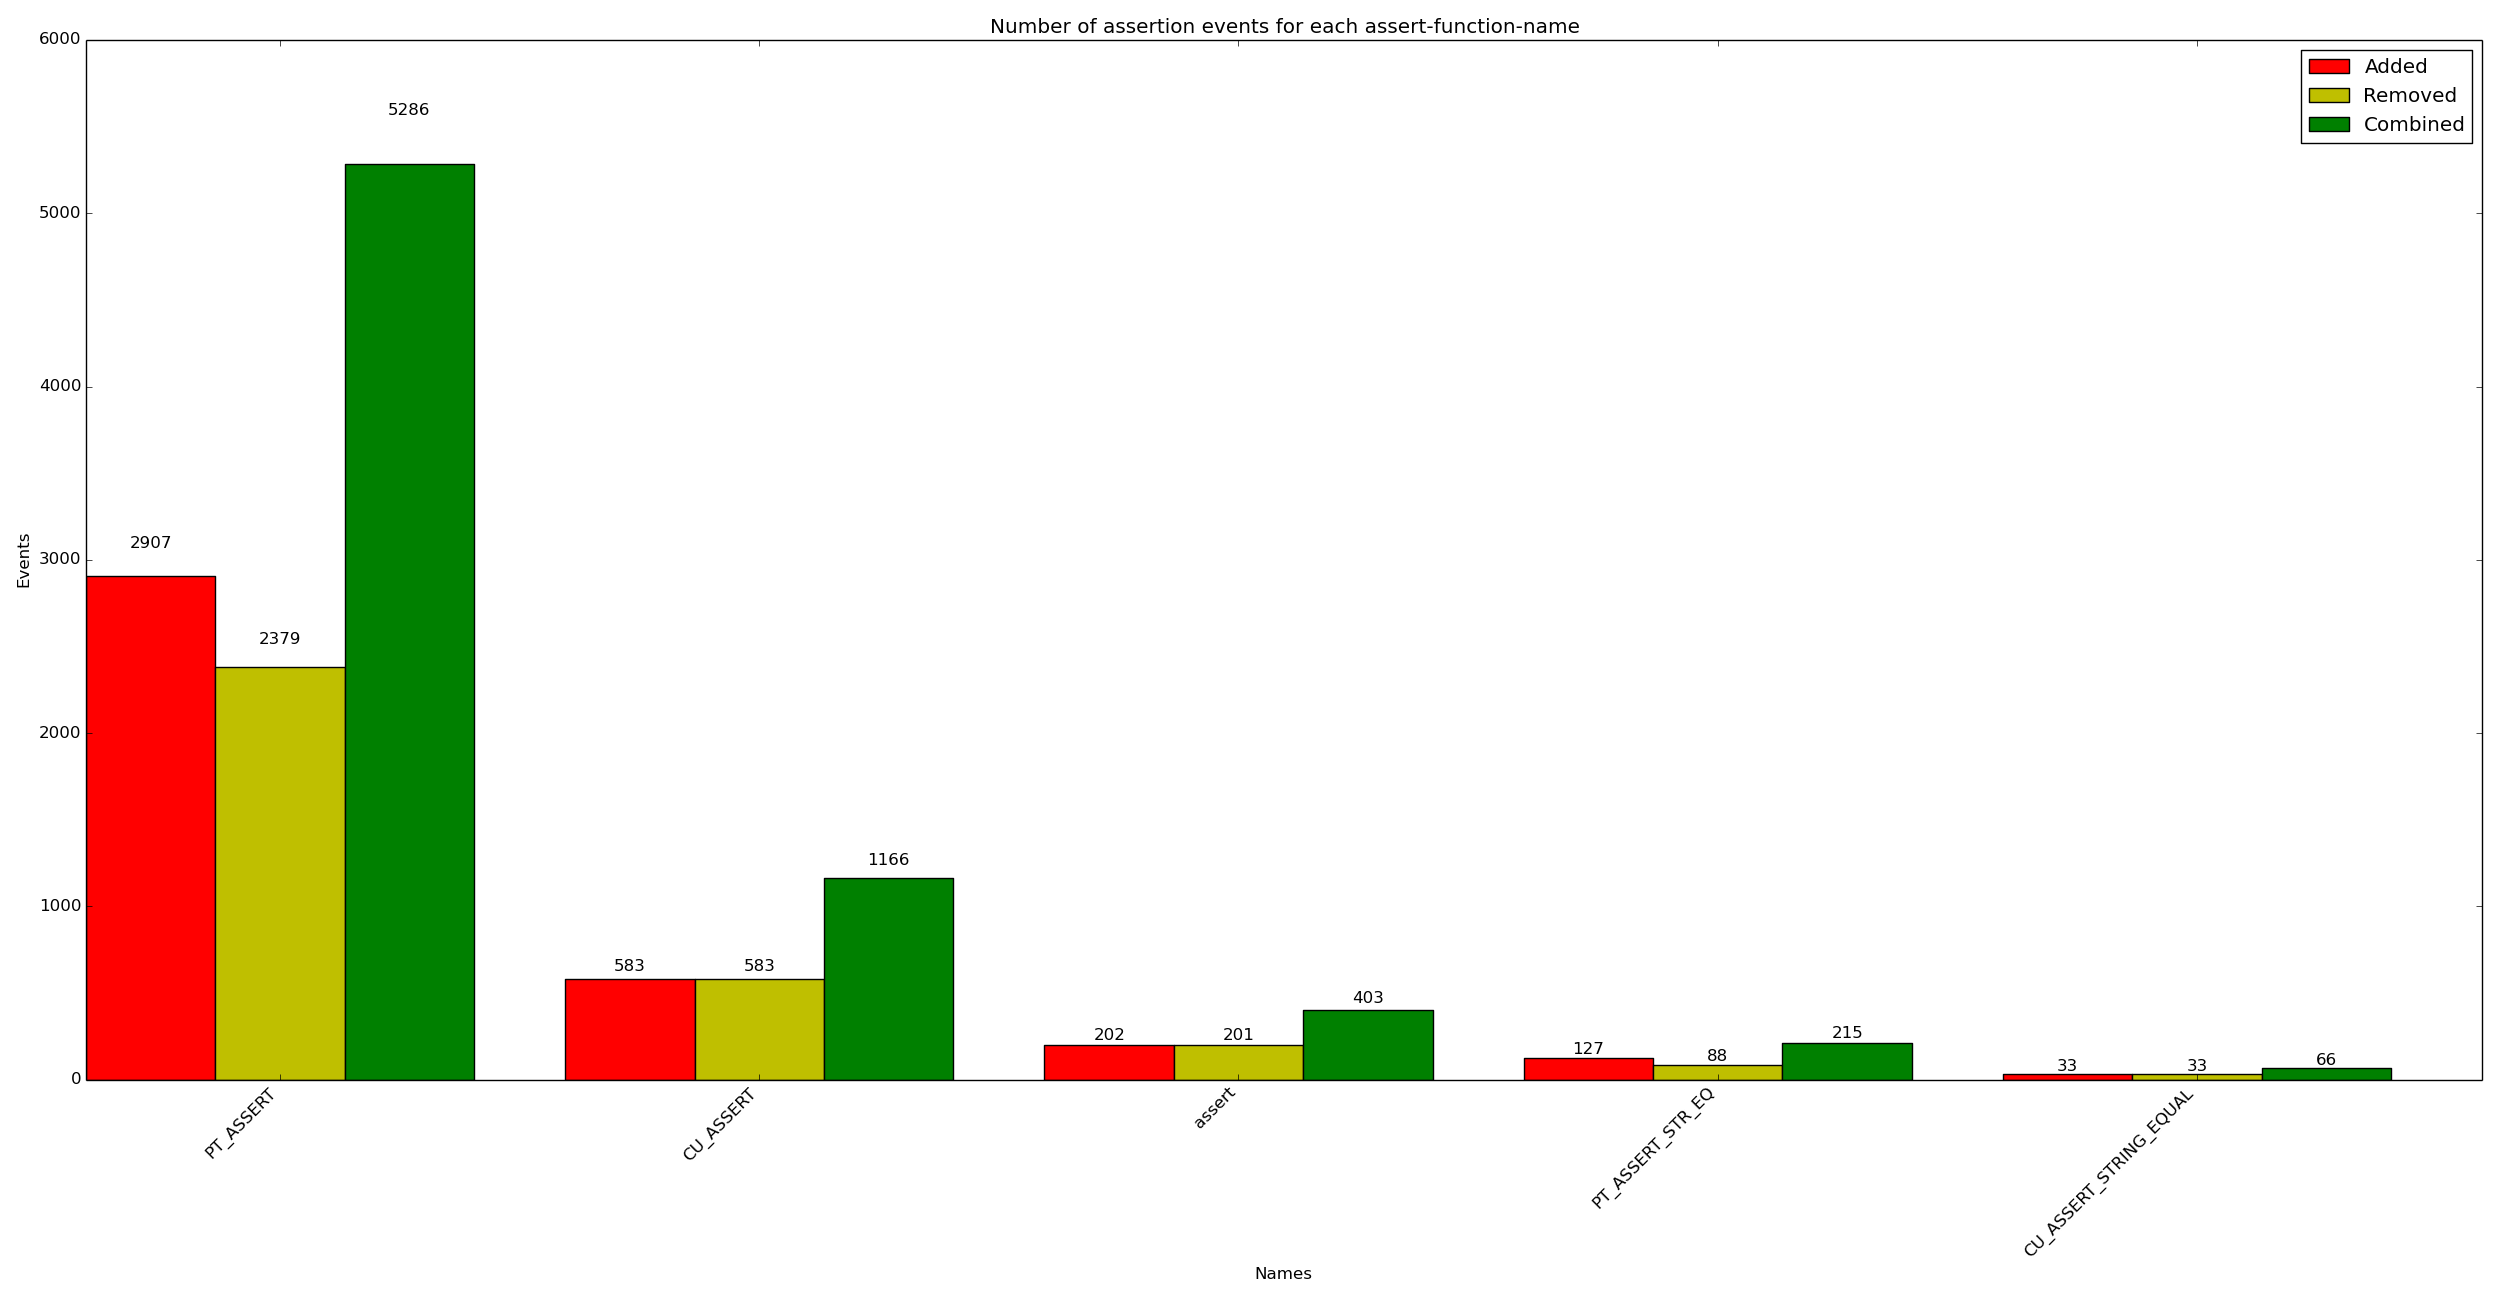 Number of assertion events for each assert-function-name
Added
Removed
Combined
Events
6000
5000
4000
3000
2000
1000
0
2907
2379
5286
583
583
1166
202
201
403
127
88
215
33
33
66
PT_ASSERT
CU_ASSERT
assert
PT_ASSERT_STR_EQ
CU_ASSERT_STRING_EQUAL
Names